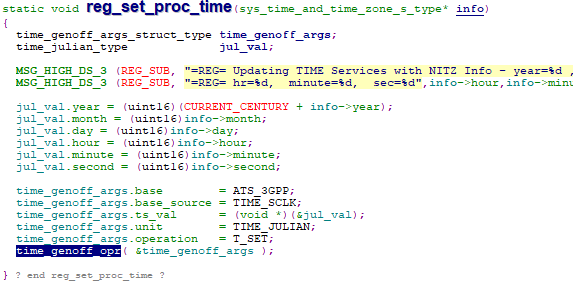 static void reg_set_proc_time(sys_time_and_time_zone_s_type* info)
{
time_genoff_args_struct_type time_genoff_args;
time_julian_type jul_val;
MSG_HIGH_DS_3 (REG_SUB, "=REG= Updating TIME Services with NITZ Info - year=%d ,
MSG_HIGH_DS_3 (REG_SUB, "=REG= hr=%d, minute=%d, sec=%d",info->hour,info->minu
jul_val.year = (uint16)(CURRENT_CENTURY + info->year);
jul_val.month = (uint16)info->month;
jul_val.day = (uint16)info->day;
jul_val.hour = (uint16)info->hour;
jul_val.minute = (uint16)info->minute;
jul_val.second = (uint16)info->second;
time_genoff_args.base = ATS_3GPP;
time_genoff_args.base_source = TIME_SCLK;
time_genoff_args.ts_val = (void *)(&jul_val);
time_genoff_args.unit = TIME_JULIAN;
time_genoff_args.operation = T_SET;
time_genoff_opr( &time_genoff_args );
} ? end reg_set_proc_time ?